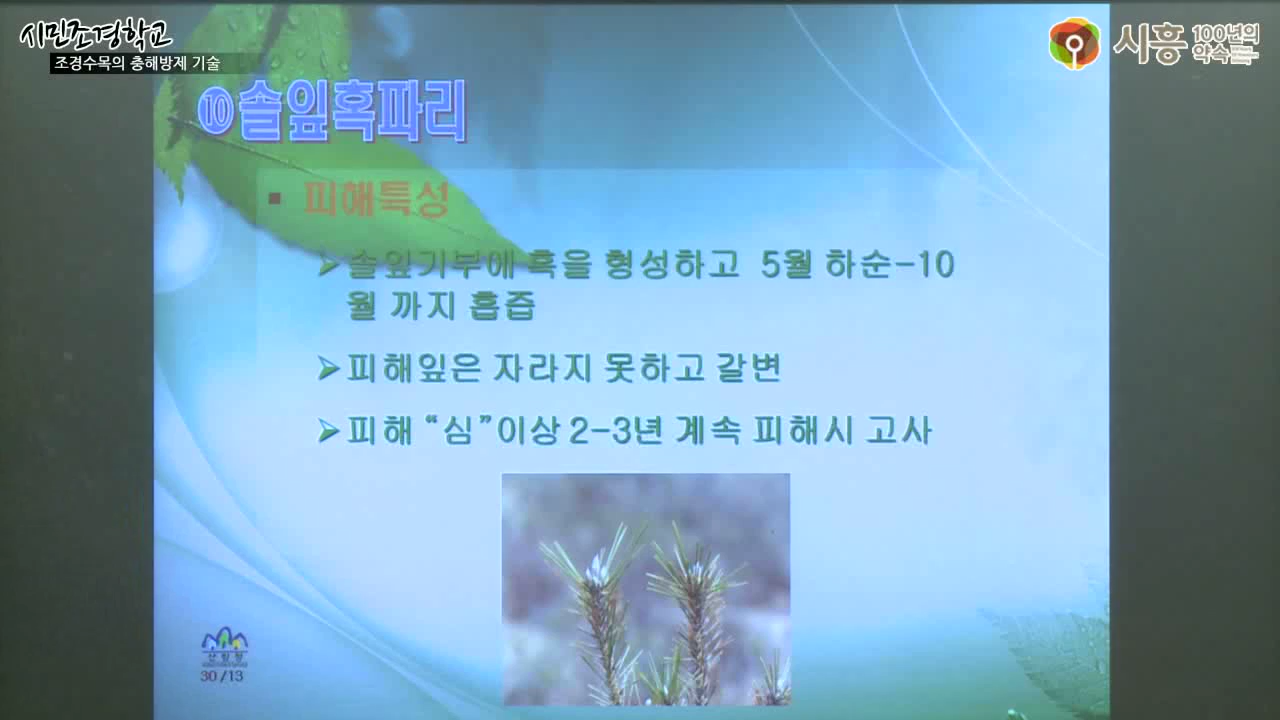 시민조경학교
조경수목의 충해방제 기술
시흥 100년의
약속
⑩솔잎혹파리
▪ 피해특성
➢솔잎기부에 혹을 형성하고 5월 하순-10
월 까지 흡즙
➢피해잎은 자라지 못하고 갈변
➢피해 “심”이상 2-3년 계속 피해시 고사
산림청
30/13